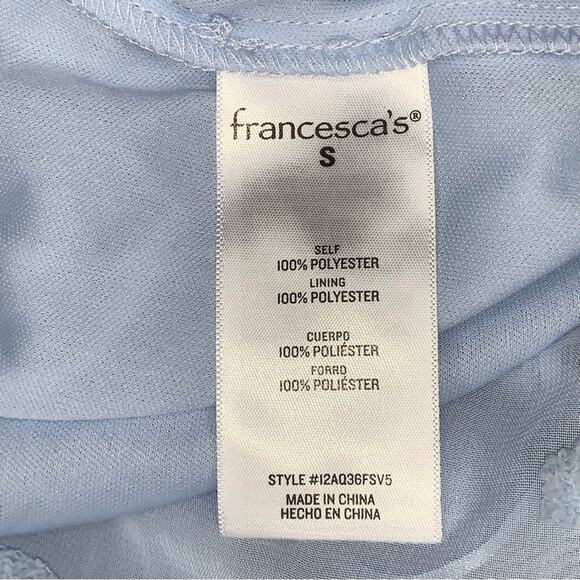 francesca's®
S
SELF
100% POLYESTER
LINING
100% POLYESTER
CUERPO
100% POLIÉSTER
FORRO
100% POLIÉSTER
STYLE #I2AQ36FSV5
MADE IN CHINA
HECHO EN CHINA